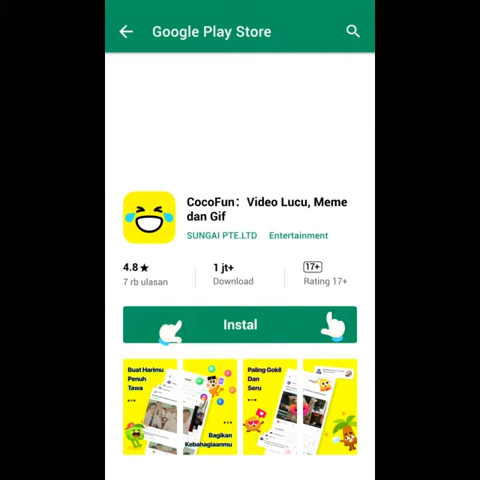 Google Play Store
CocoFun: Video Lucu, Meme
dan Gif
SUNGAI PTE.LTD Entertainment
4.8★ 1 jt+ 17+
7 rb ulasan Download Rating 17+
Instal
Buat Harimu
Penuh
Tawa
Bagikan
Kebahagiaanmu
Paling Gokil
Dan
Seru